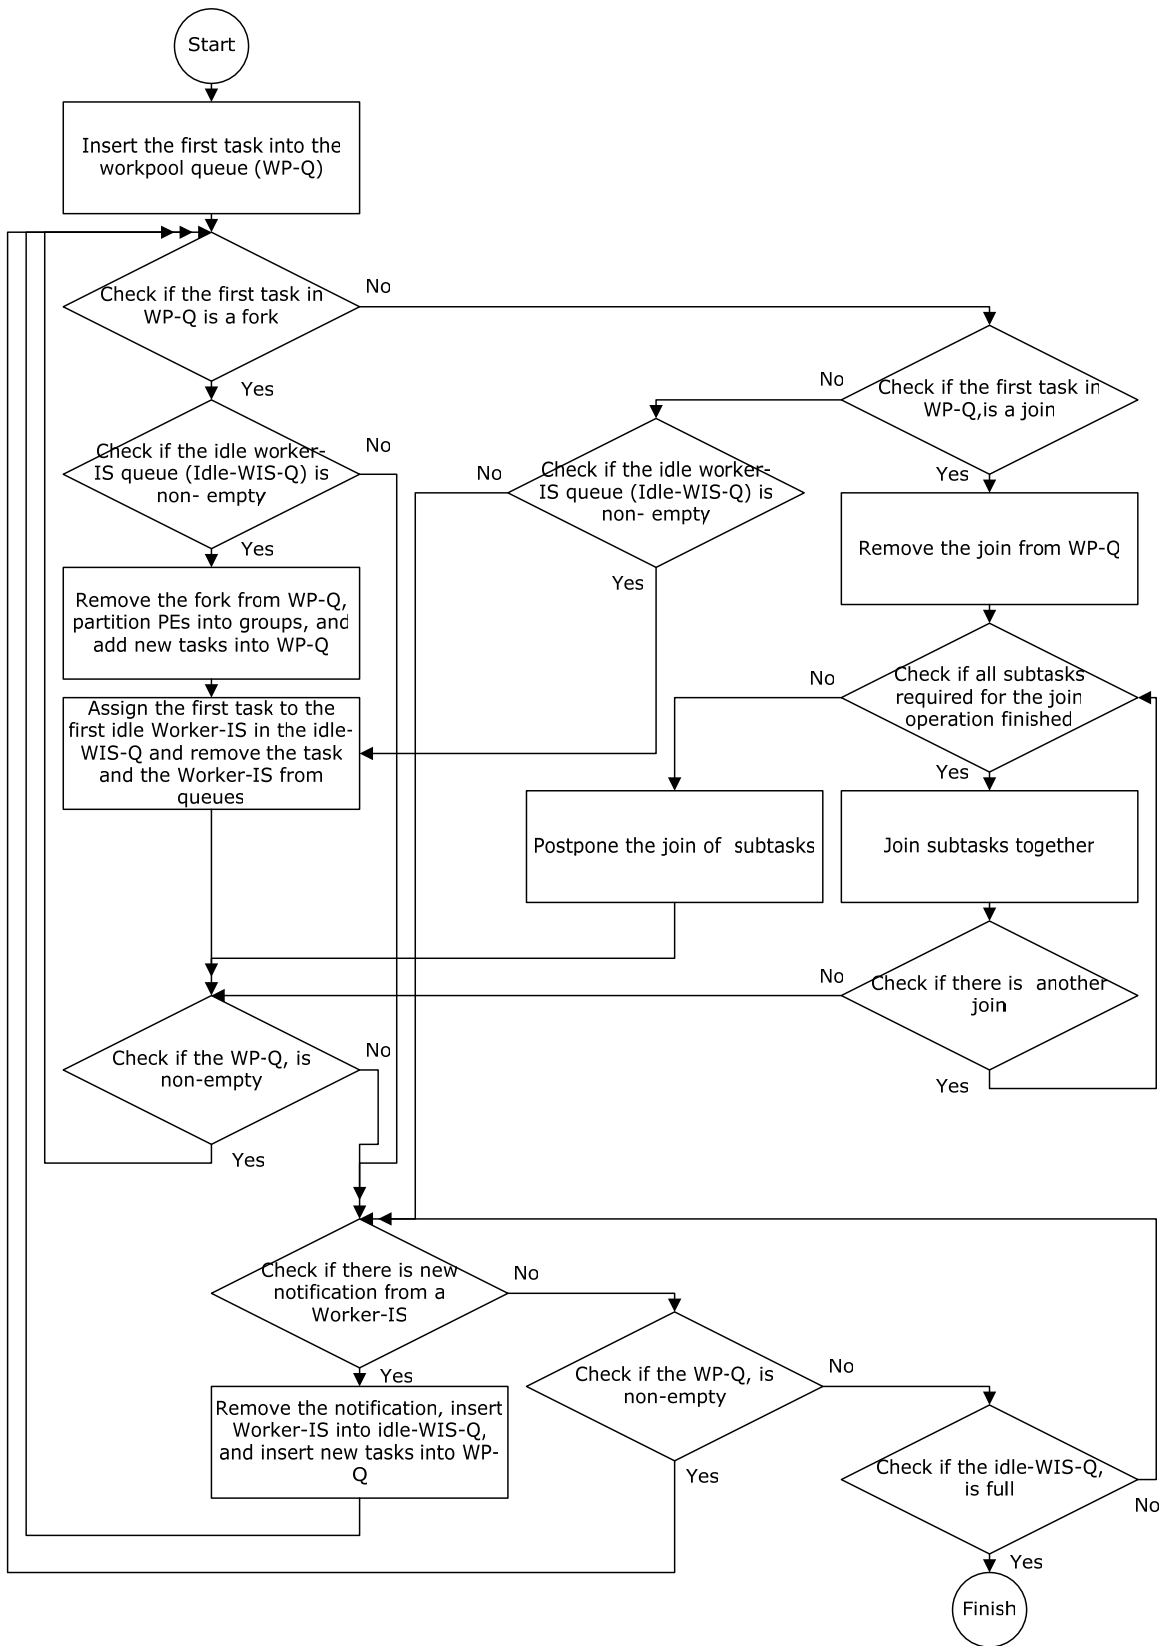 Start
Insert the first task into the
workpool queue (WP-Q)
Check if the first task in
WP-Q is a fork
No
Yes
Check if the first task in
WP-Q,is a join
No
Yes
Check if the idle worker-
IS queue (Idle-WIS-Q) is
non- empty
No
Yes
Check if the idle worker-
IS queue (Idle-WIS-Q) is
non- empty
No
Yes
Remove the join from WP-Q
Remove the fork from WP-Q,
partition PEs into groups, and
add new tasks into WP-Q
Check if all subtasks
required for the join
operation finished
No
Yes
Assign the first task to the
first idle Worker-IS in the idle-
WIS-Q and remove the task
and the Worker-IS from
queues
Postpone the join of  subtasks
Join subtasks together
Check if there is  another
join
No
Yes
Check if the WP-Q, is
non-empty
No
Yes
Check if there is new
notification from a
Worker-IS
No
Yes
Check if the WP-Q, is
non-empty
No
Yes
Remove the notification, insert
Worker-IS into idle-WIS-Q,
and insert new tasks into WP-
Q
Check if the idle-WIS-Q,
is full
No
Yes
Finish